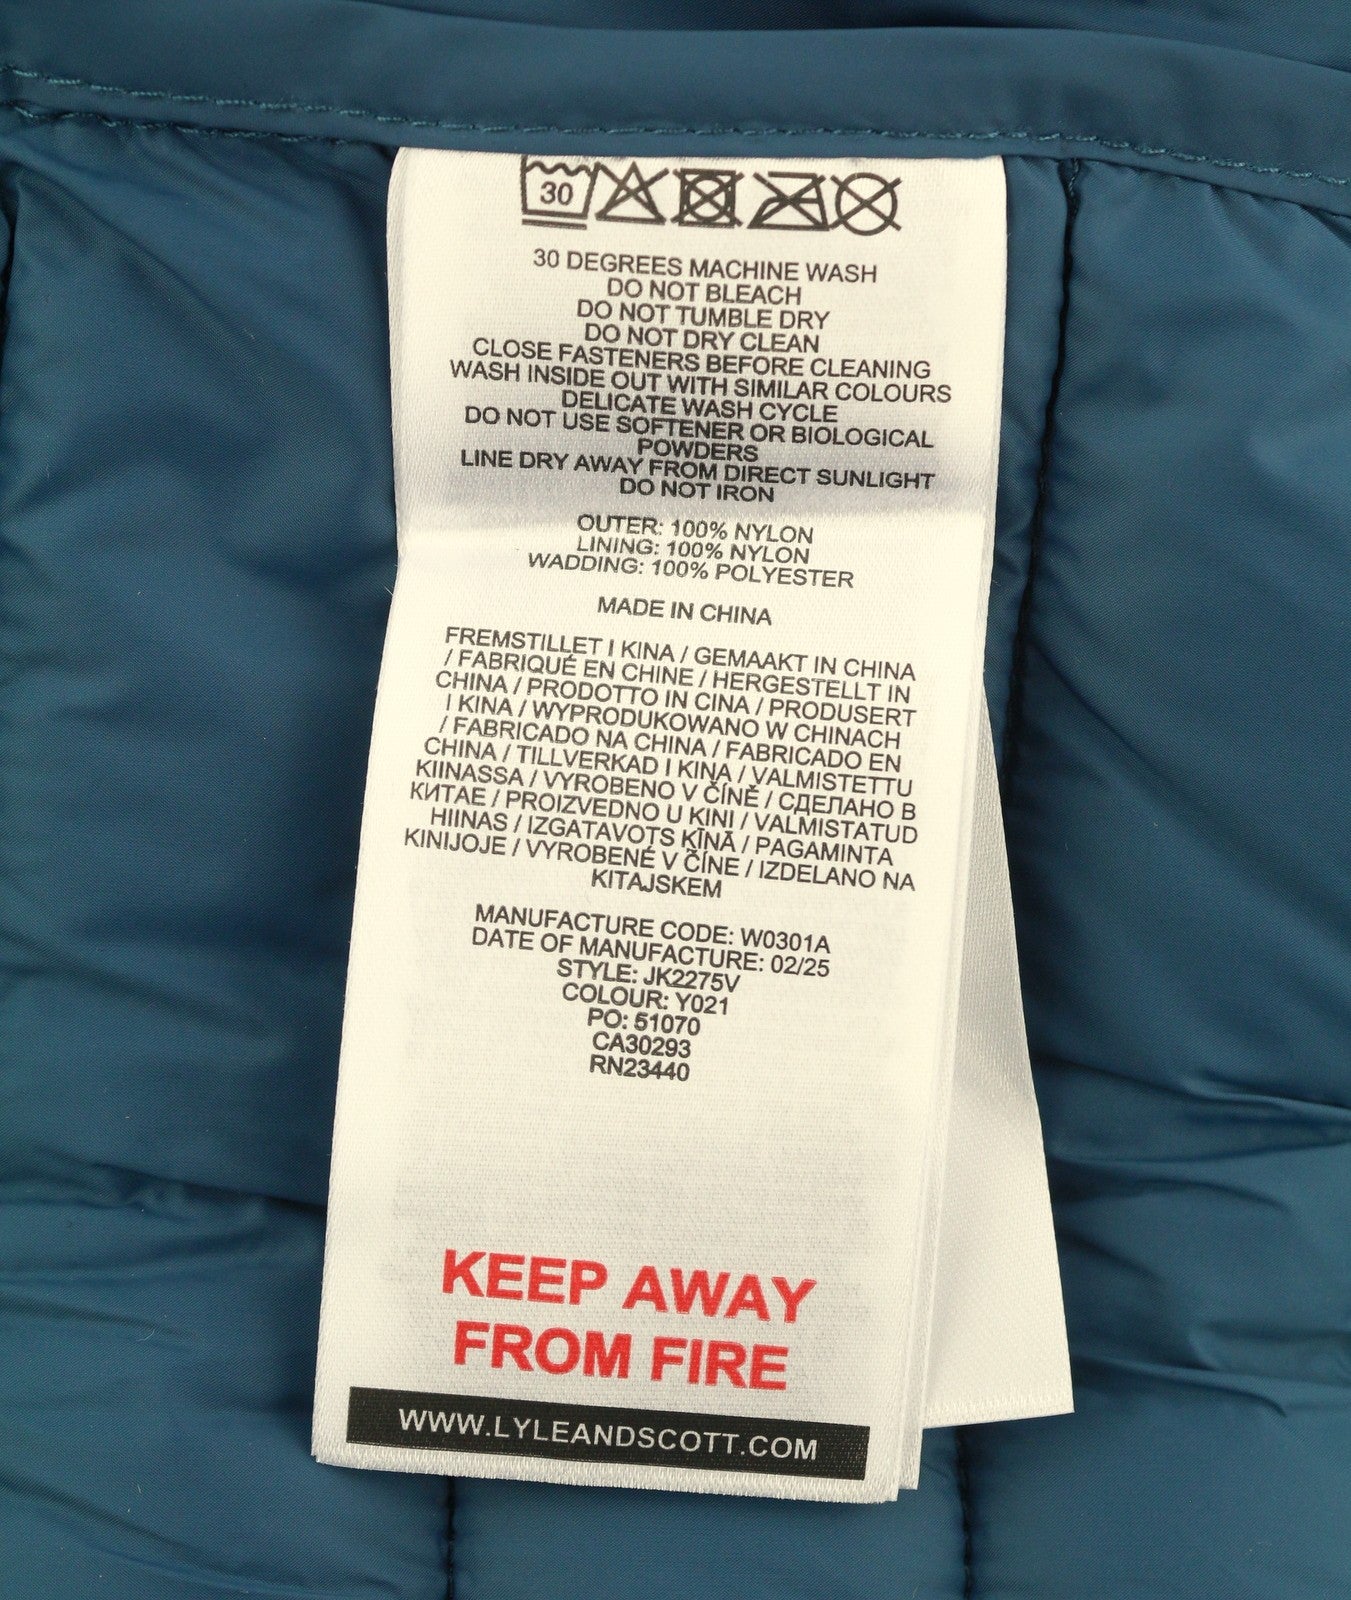 30
30 DEGREES MACHINE WASH
DO NOT BLEACH
DO NOT TUMBLE DRY
DO NOT DRY CLEAN
CLOSE FASTENERS BEFORE CLEANING
WASH INSIDE OUT WITH SIMILAR COLOURS
DELICATE WASH CYCLE
DO NOT USE SOFTENER OR BIOLOGICAL
POWDERS
LINE DRY AWAY FROM DIRECT SUNLIGHT
DO NOT IRON
OUTER: 100% NYLON
LINING: 100% NYLON
WADDING: 100% POLYESTER
MADE IN CHINA
FREMSTILLET I KINA / GEMAAKT IN CHINA
/ FABRIQUÉ EN CHINE / HERGESTELLT IN
CHINA / PRODOTTO IN CINA / PRODUSERT
I KINA / WYPRODUKOWANO W CHINACH
/ FABRICADO NA CHINA / FABRICADO EN
CHINA / TILLVERKAD I KINA / VALMISTETTU
KIINASSA / VYROBENO V ČÍNĚ / СДЕЛАНО В
КИТАЕ / PROIZVEDNO U KINI / VALMISTATUD
HIINAS / IZGATAVOTS ĶĪNĀ / PAGAMINTA
KINIJOJE / VYROBENÉ V ČÍNE / IZDELANO NA
KITAJSKEM
MANUFACTURE CODE: W0301A
DATE OF MANUFACTURE: 02/25
STYLE: JK2275V
COLOUR: Y021
PO: 51070
CA30293
RN23440
KEEP AWAY
FROM FIRE
WWW.LYLEANDSCOTT.COM